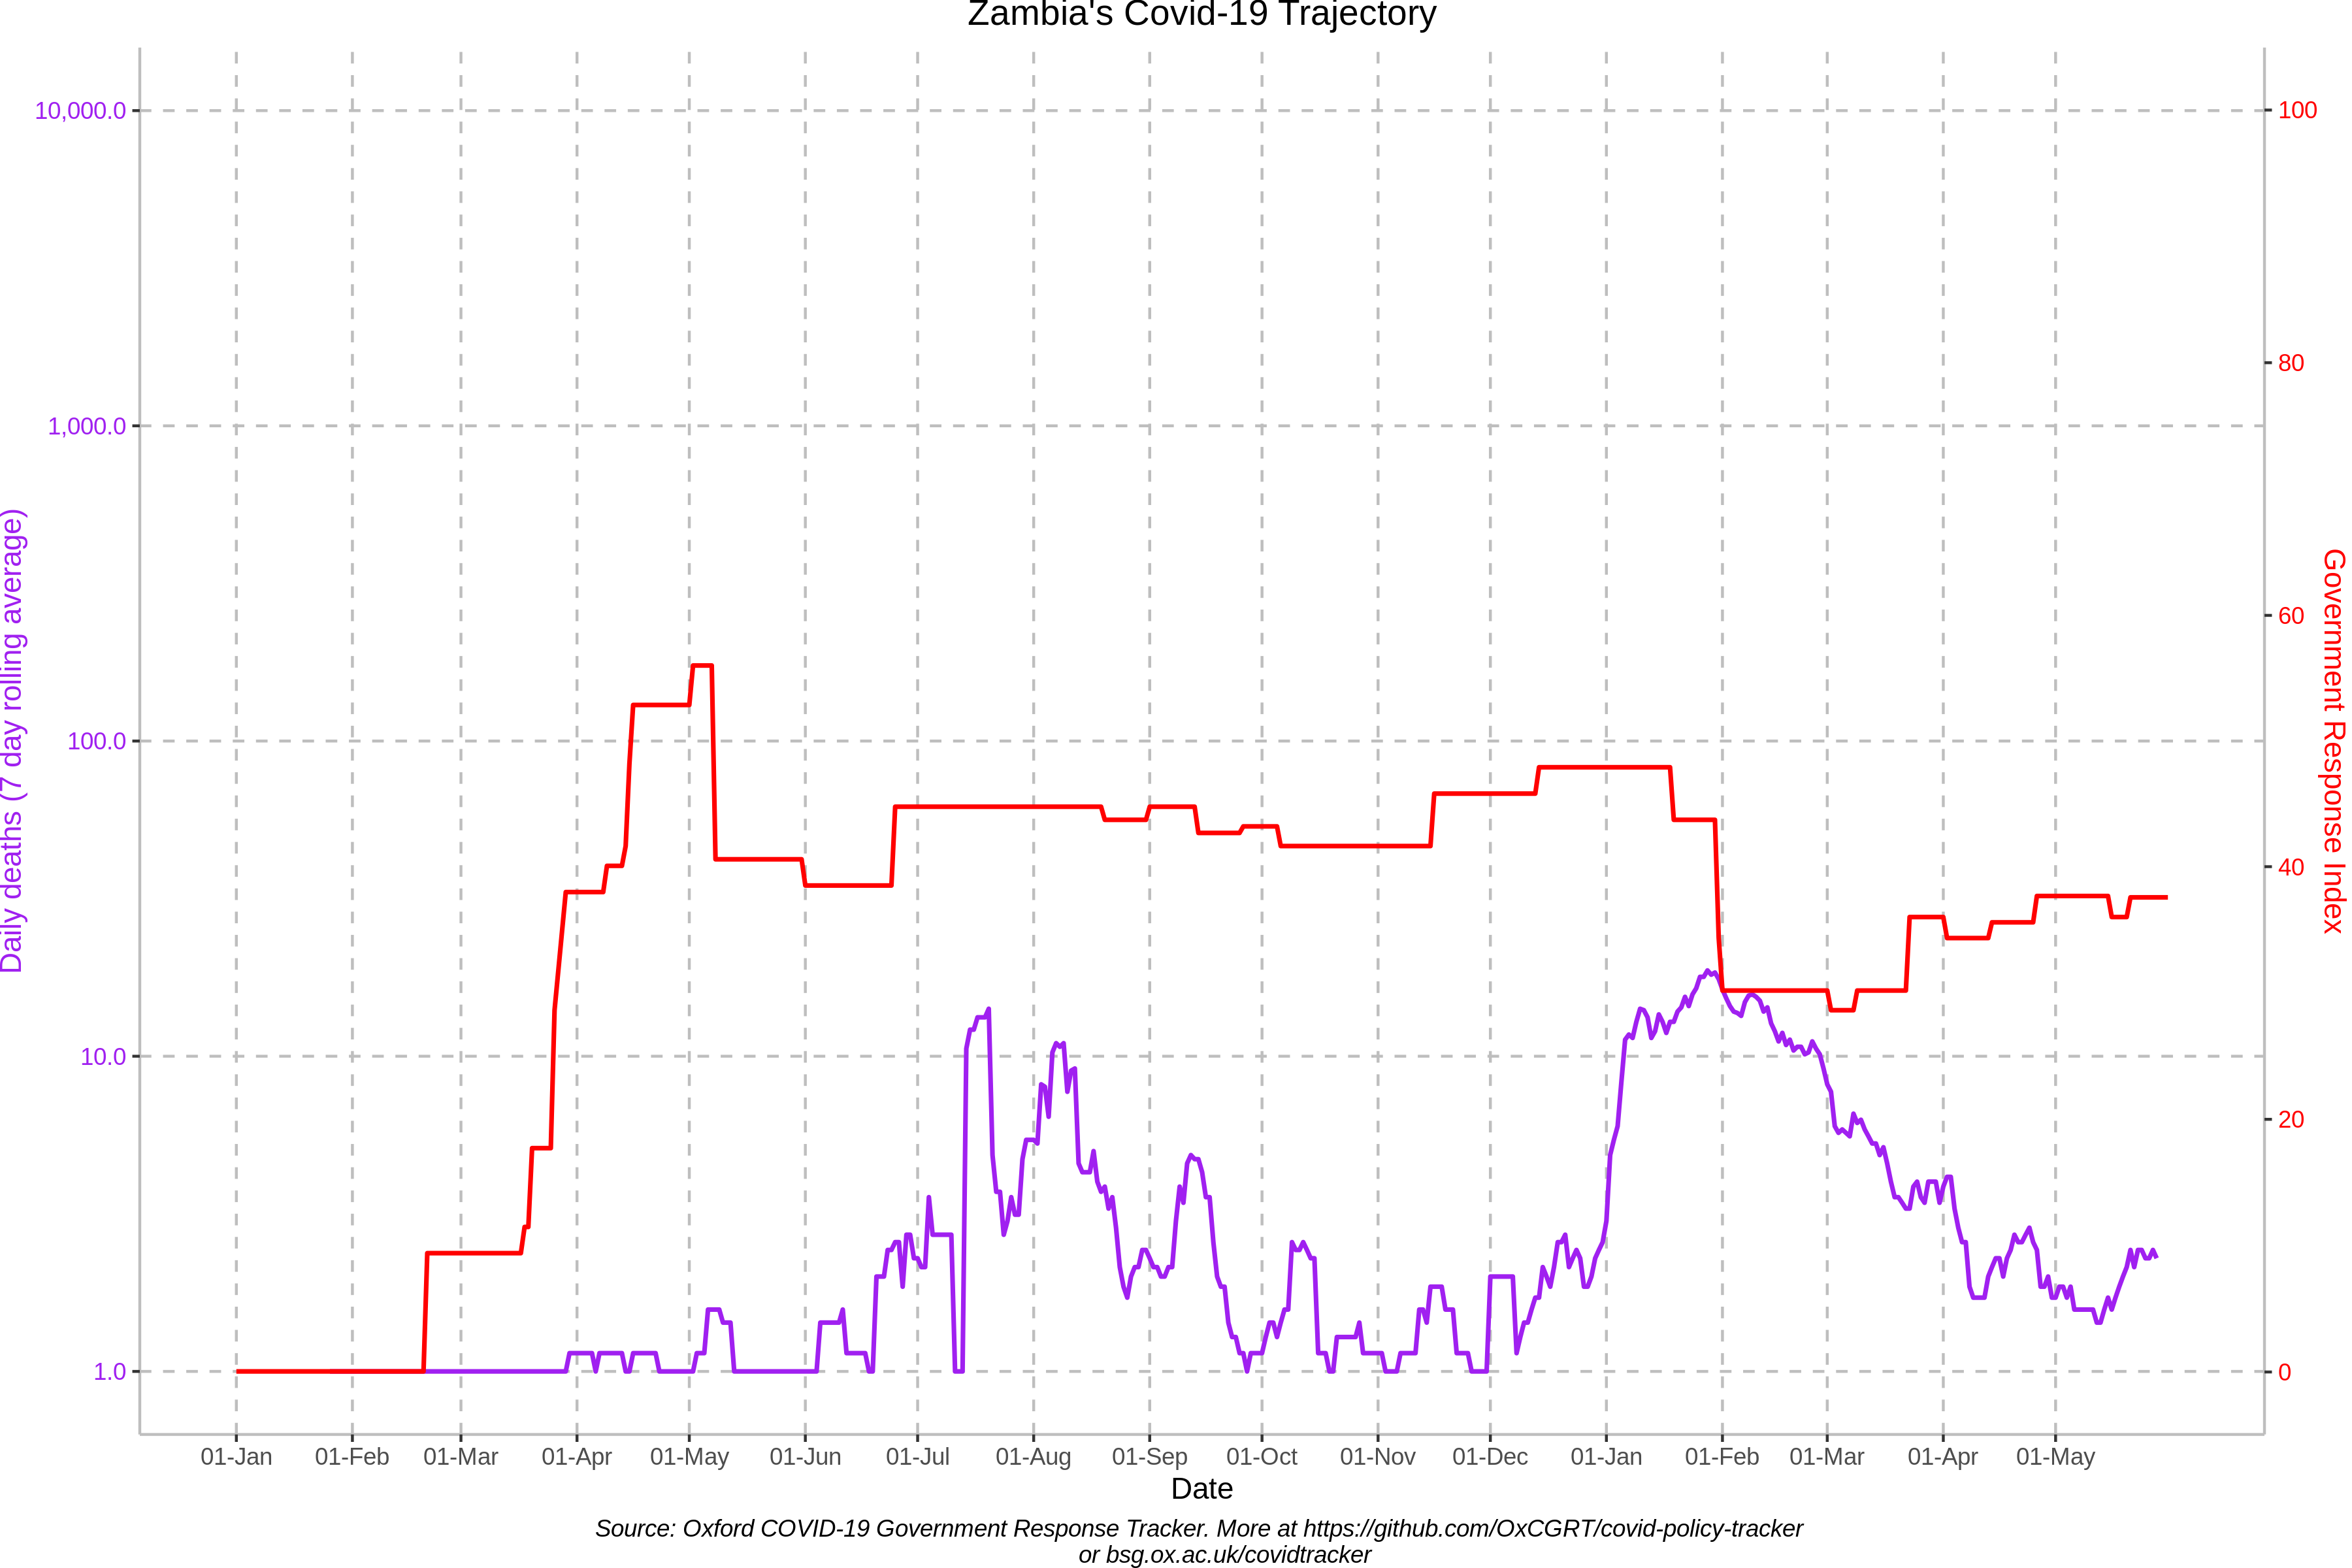 Zambia's Covid-19 Trajectory
10,000.0
1,000.0
100.0
10.0
1.0
Daily deaths (7 day rolling average)
100
80
60
40
20
0
Government Response Index
01-Jan 01-Feb 01-Mar 01-Apr 01-May 01-Jun 01-Jul 01-Aug 01-Sep 01-Oct 01-Nov 01-Dec 01-Jan 01-Feb 01-Mar 01-Apr 01-May
Date
Source: Oxford COVID-19 Government Response Tracker. More at https://github.com/OxCGRT/covid-policy-tracker
or bsg.ox.ac.uk/covidtracker